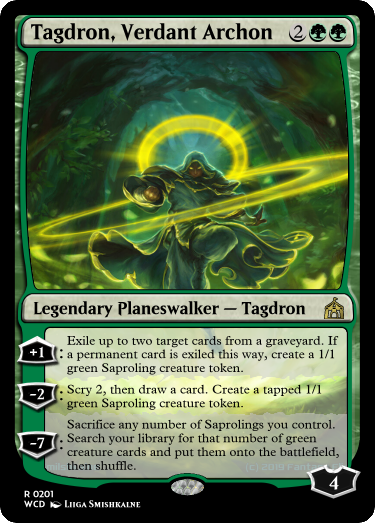 Tagdron, Verdant Archon 2
Legendary Planeswalker — Tagdron
+1: Exile up to two target cards from a graveyard. If
a permanent card is exiled this way, create a 1/1
green Saproling creature token.
-2: Scry 2, then draw a card. Create a tapped 1/1
green Saproling creature token.
-7: Sacrifice any number of Saprolings you control.
Search your library for that number of green
creature cards and put them onto the battlefield,
then shuffle.
4
R 0201
WCD Liiga Smishkalne